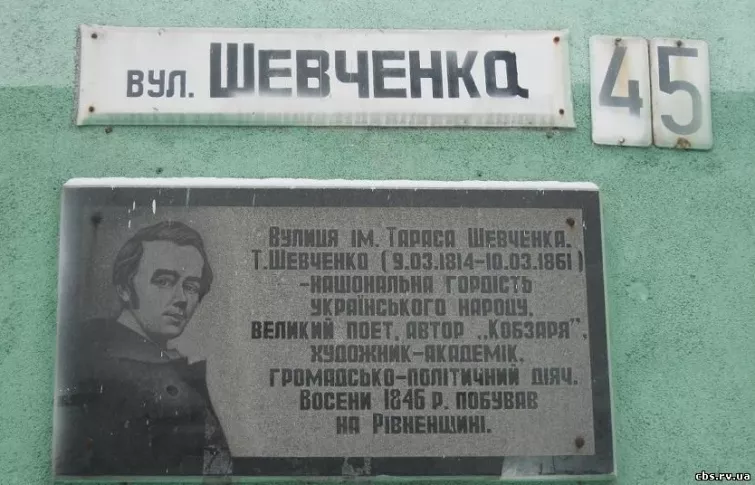 вул. ШЕВЧЕНКА
45
Вулиця ім. Тараса Шевченка.
Т.Шевченко (9.03.1814-10.03.1861)
-національна гордість
українського народу,
великий поет, автор „Кобзаря",
художник-академік,
громадсько-політичний діяч.
Восени 1846 р. побував
на Рівненщині.
cbs.rv.ua